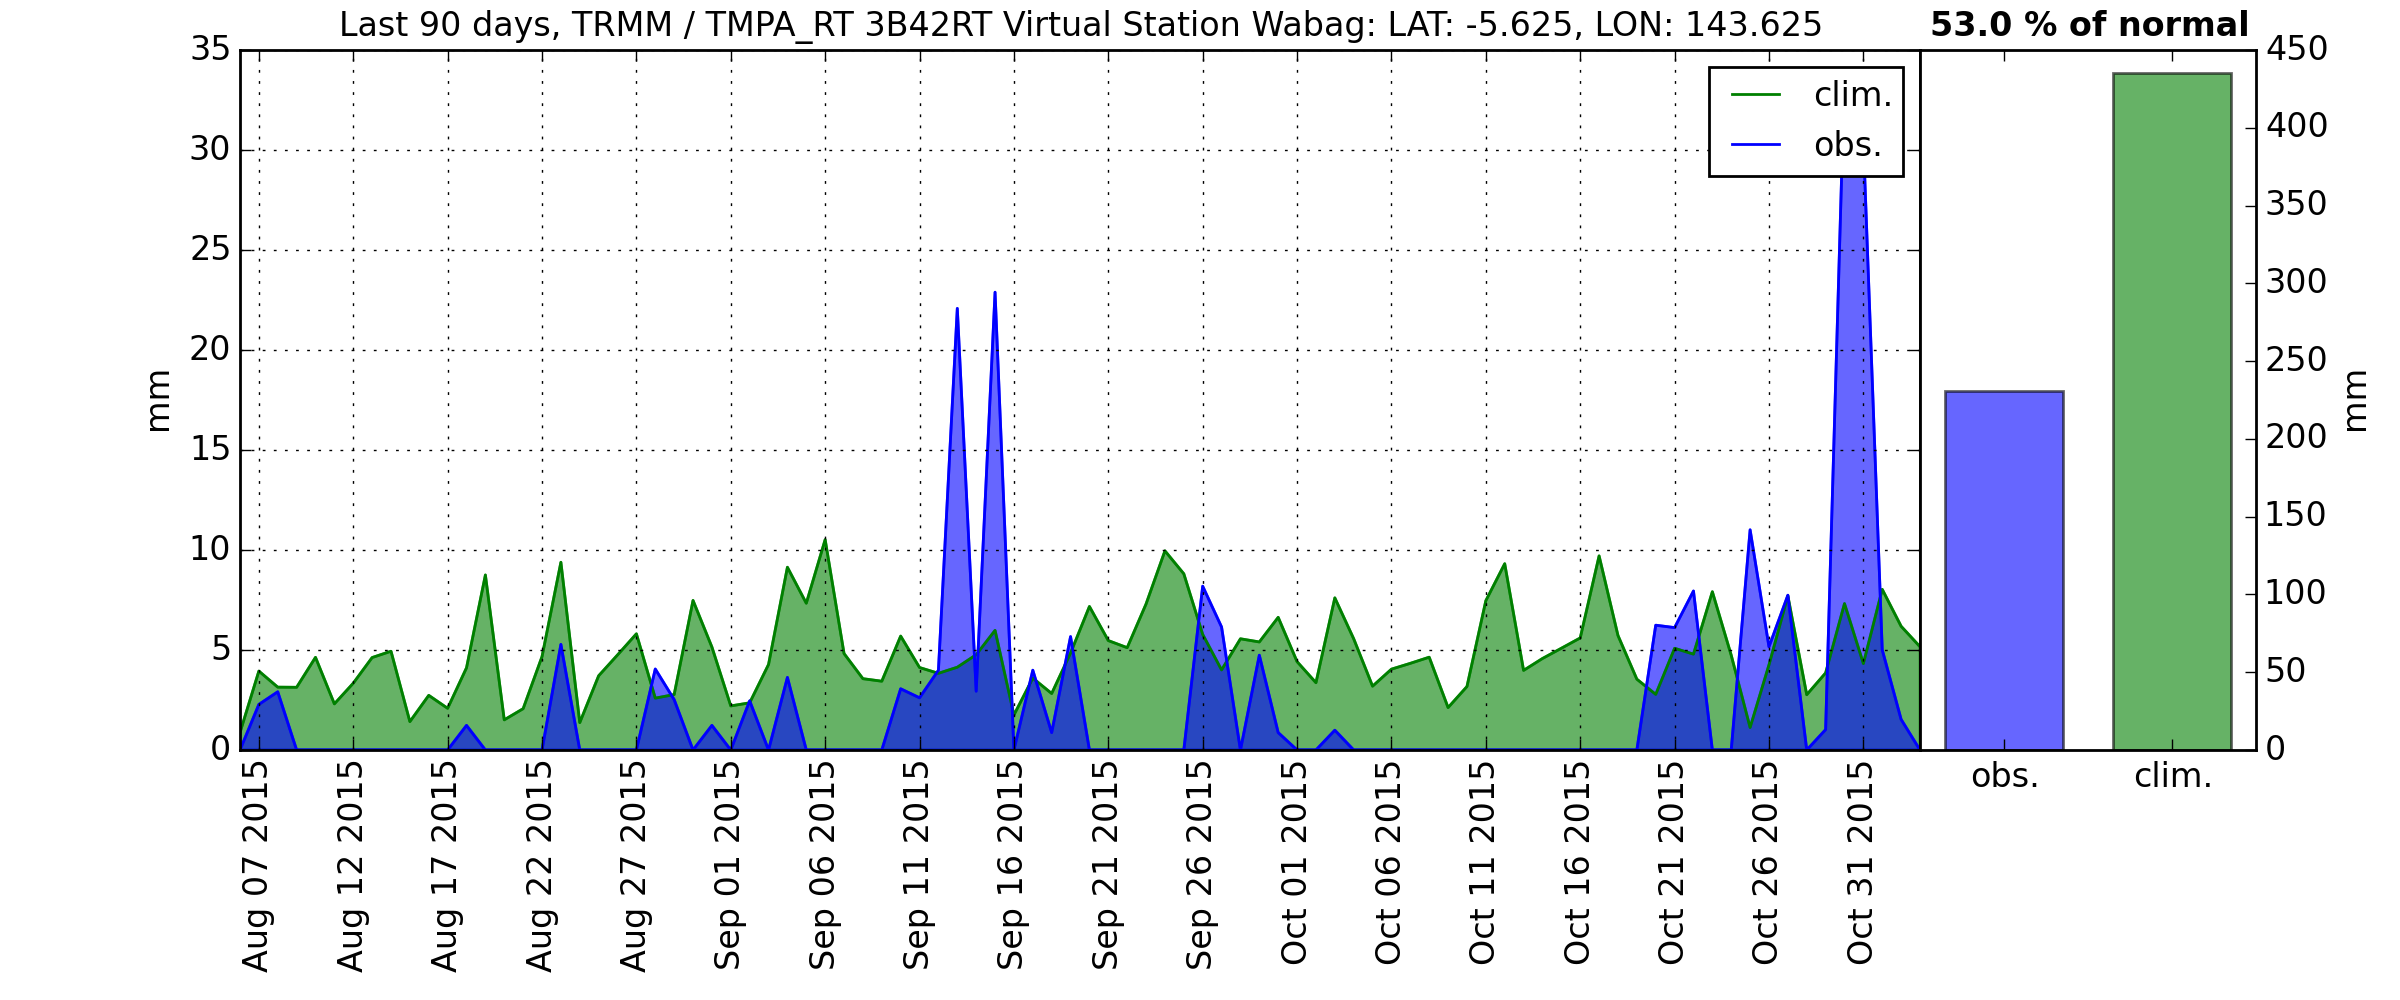 Last 90 days, TRMM / TMPA_RT 3B42RT Virtual Station Wabag: LAT: -5.625, LON: 143.625
53.0 % of normal
35
30
25
20
15
10
5
0
mm
clim.
obs.
Aug 07 2015
Aug 12 2015
Aug 17 2015
Aug 22 2015
Aug 27 2015
Sep 01 2015
Sep 06 2015
Sep 11 2015
Sep 16 2015
Sep 21 2015
Sep 26 2015
Oct 01 2015
Oct 06 2015
Oct 11 2015
Oct 16 2015
Oct 21 2015
Oct 26 2015
Oct 31 2015
450
400
350
300
250
200
150
100
50
0
mm
obs.
clim.